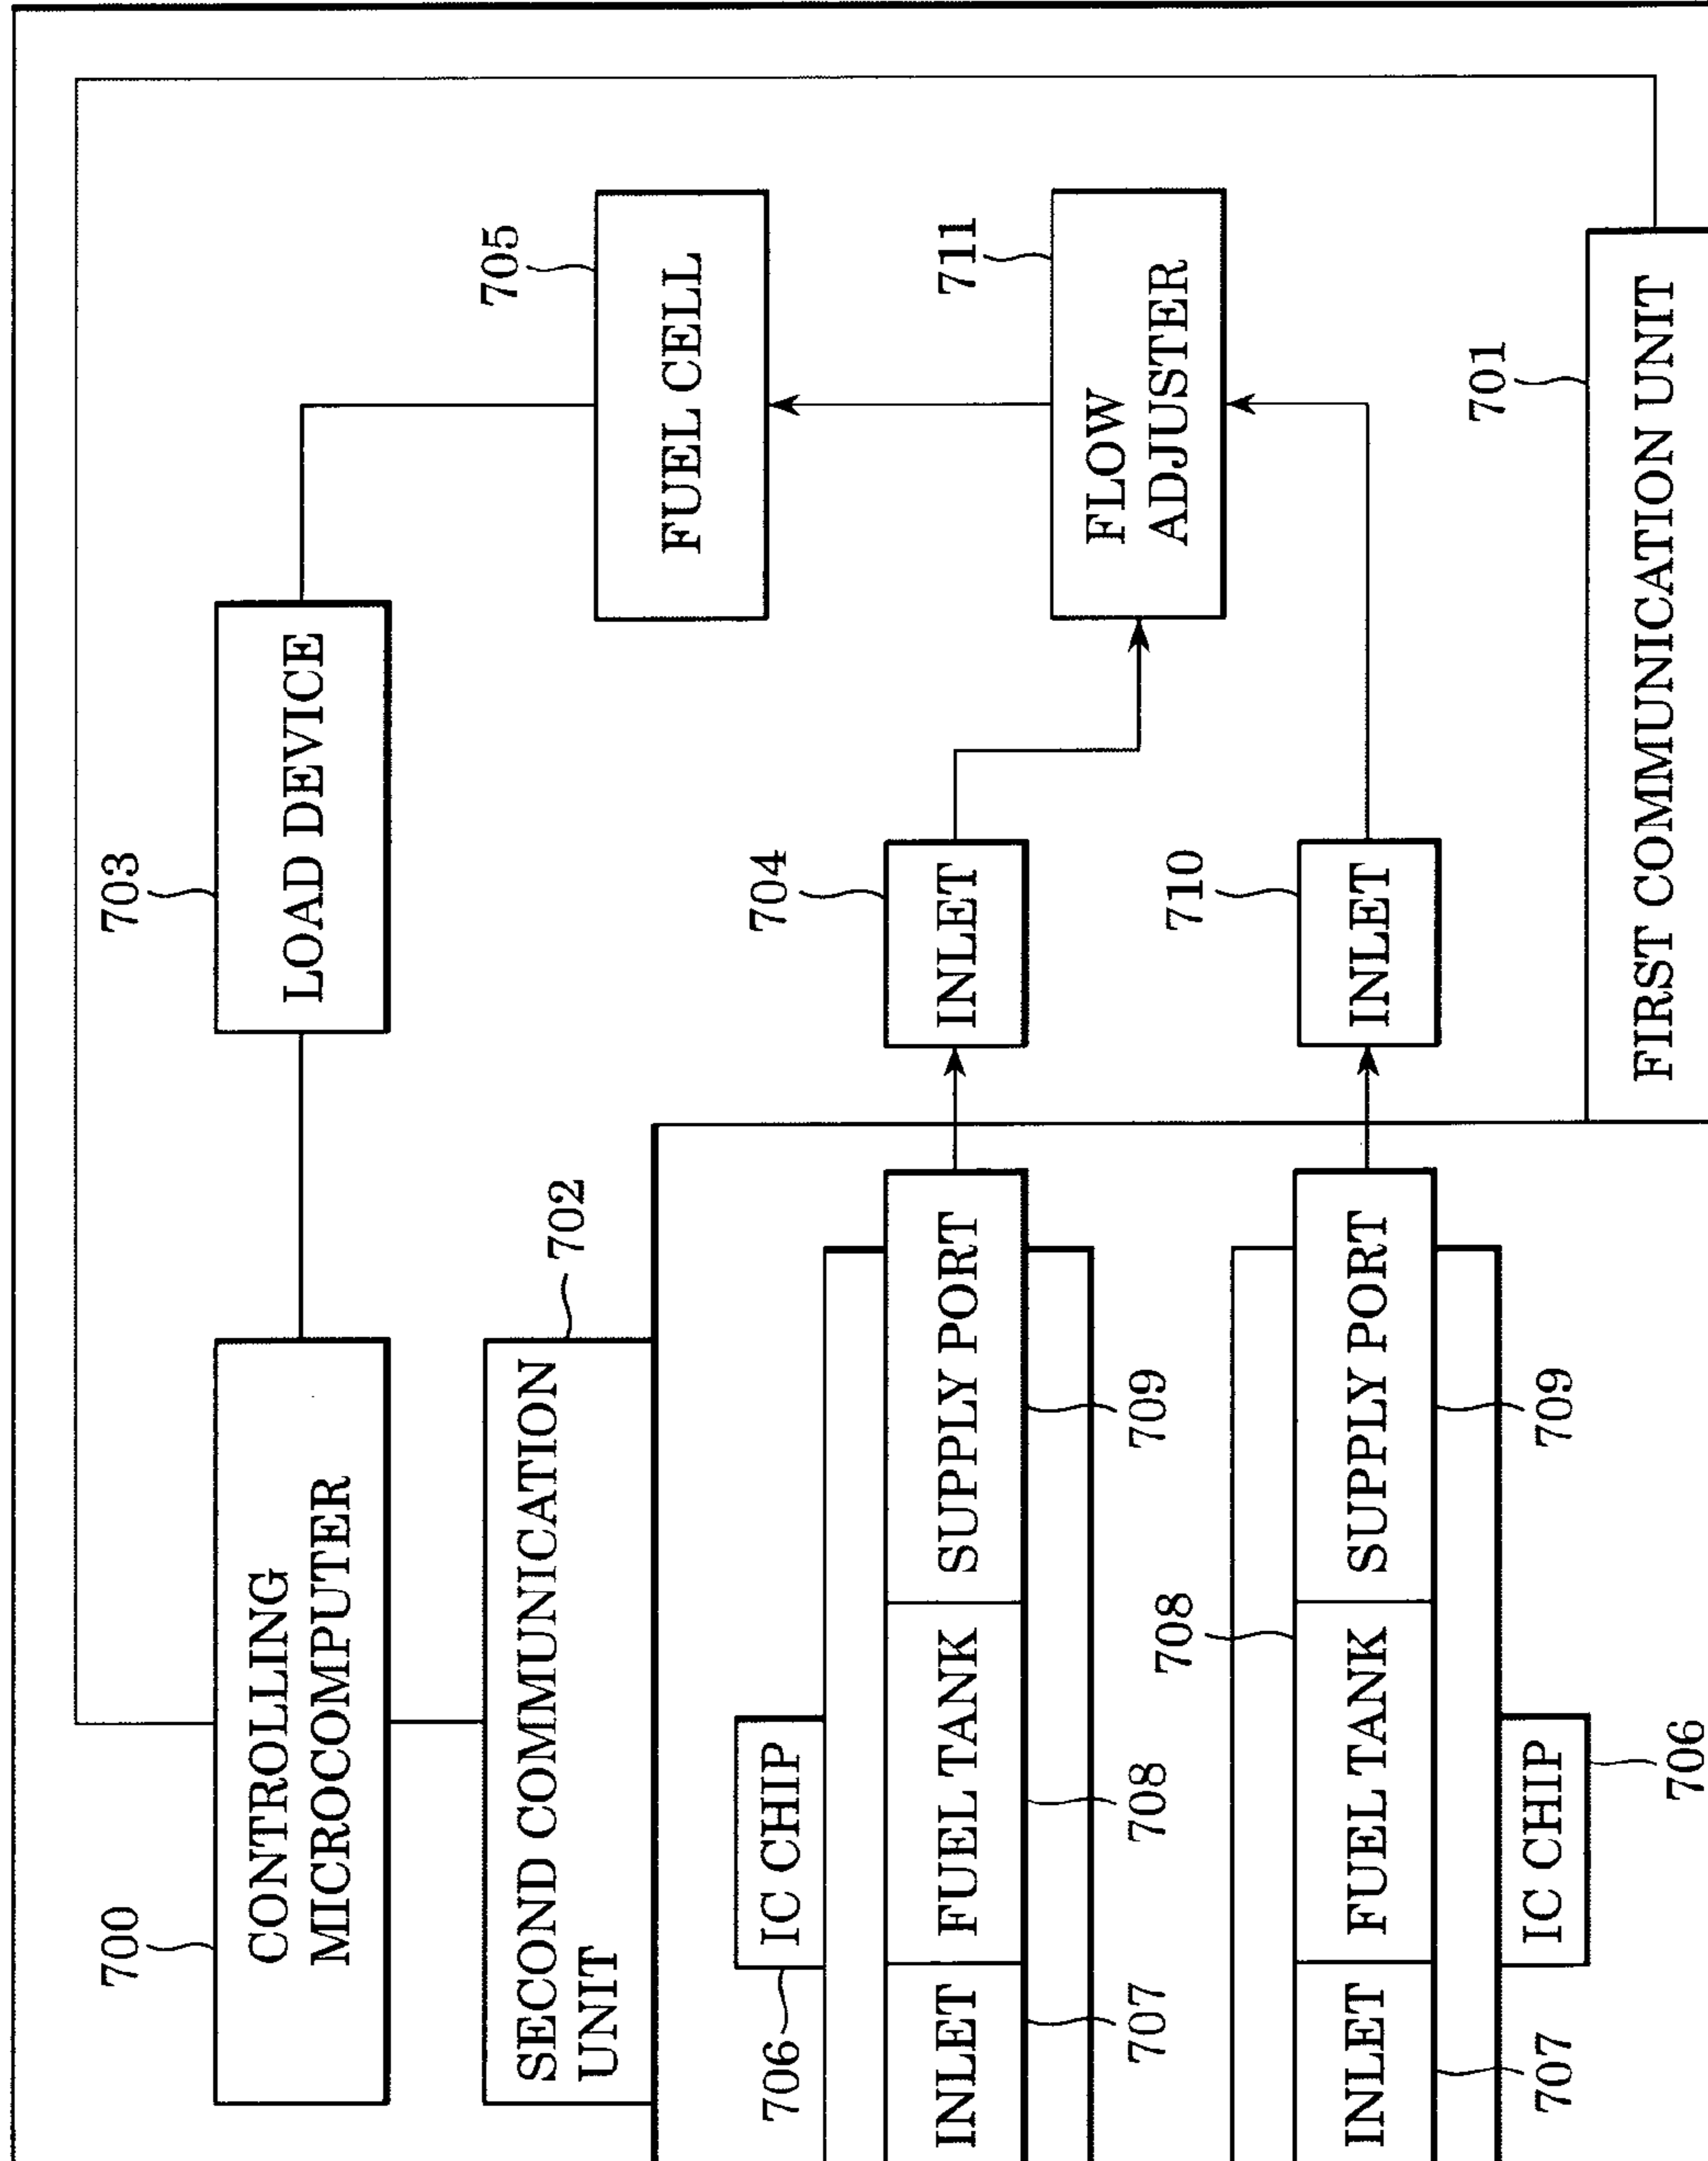 700
CONTROLLING
MICROCOMPUTER
703
LOAD DEVICE
SECOND COMMUNICATION
UNIT
702
705
FUEL CELL
706
IC CHIP
INLET
FUEL TANK
SUPPLY PORT
707
708
709
704
INLET
711
FLOW
ADJUSTER
708
INLET
FUEL TANK
SUPPLY PORT
710
INLET
707
IC CHIP
709
706
701
FIRST COMMUNICATION UNIT